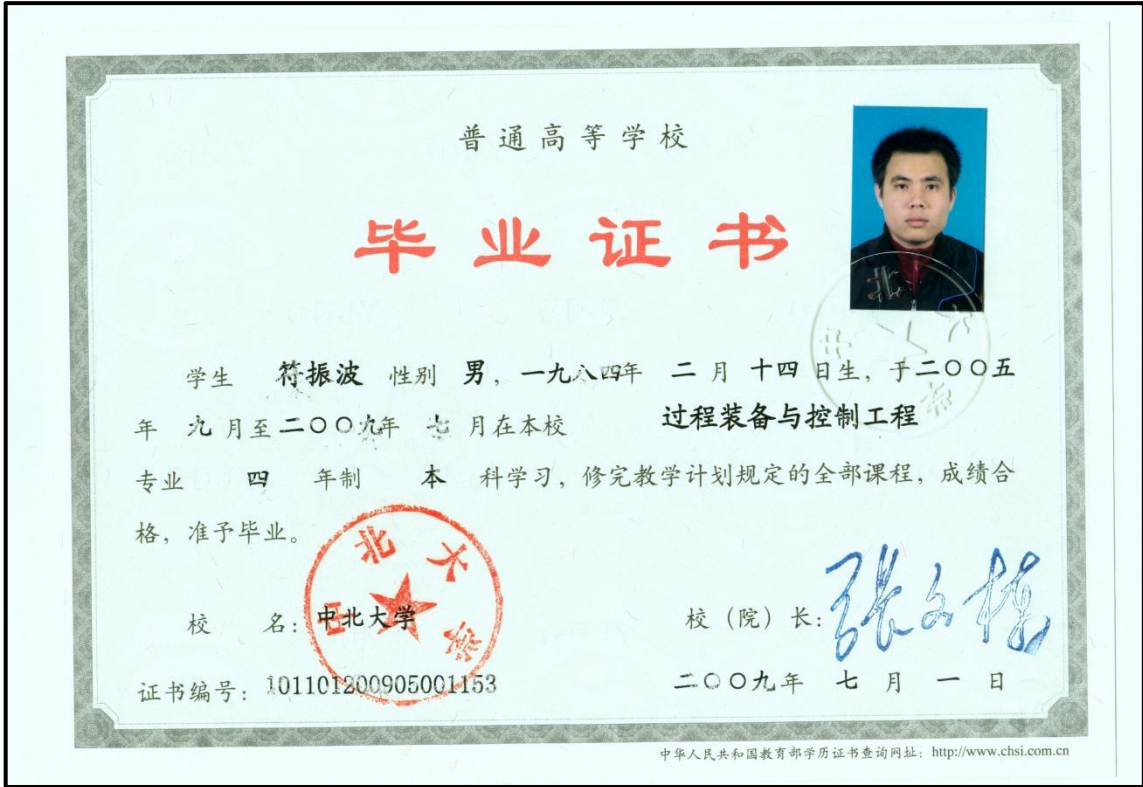 普通高等学校
毕业证书
学生 符振波 性别 男，一九八四年 二 月 十四 日生，于二〇〇五
年 九 月至二〇〇九年 七 月在本校 过程装备与控制工程
专业 四 年制 本 科学习，修完教学计划规定的全部课程，成绩合
格，准予毕业。
中北大学
校 名：中北大学
校（院）长：张文栋
证书编号：101101200905001153
二〇〇九年 七 月 一 日
中华人民共和国教育部学历证书查询网址：http://www.chsi.com.cn